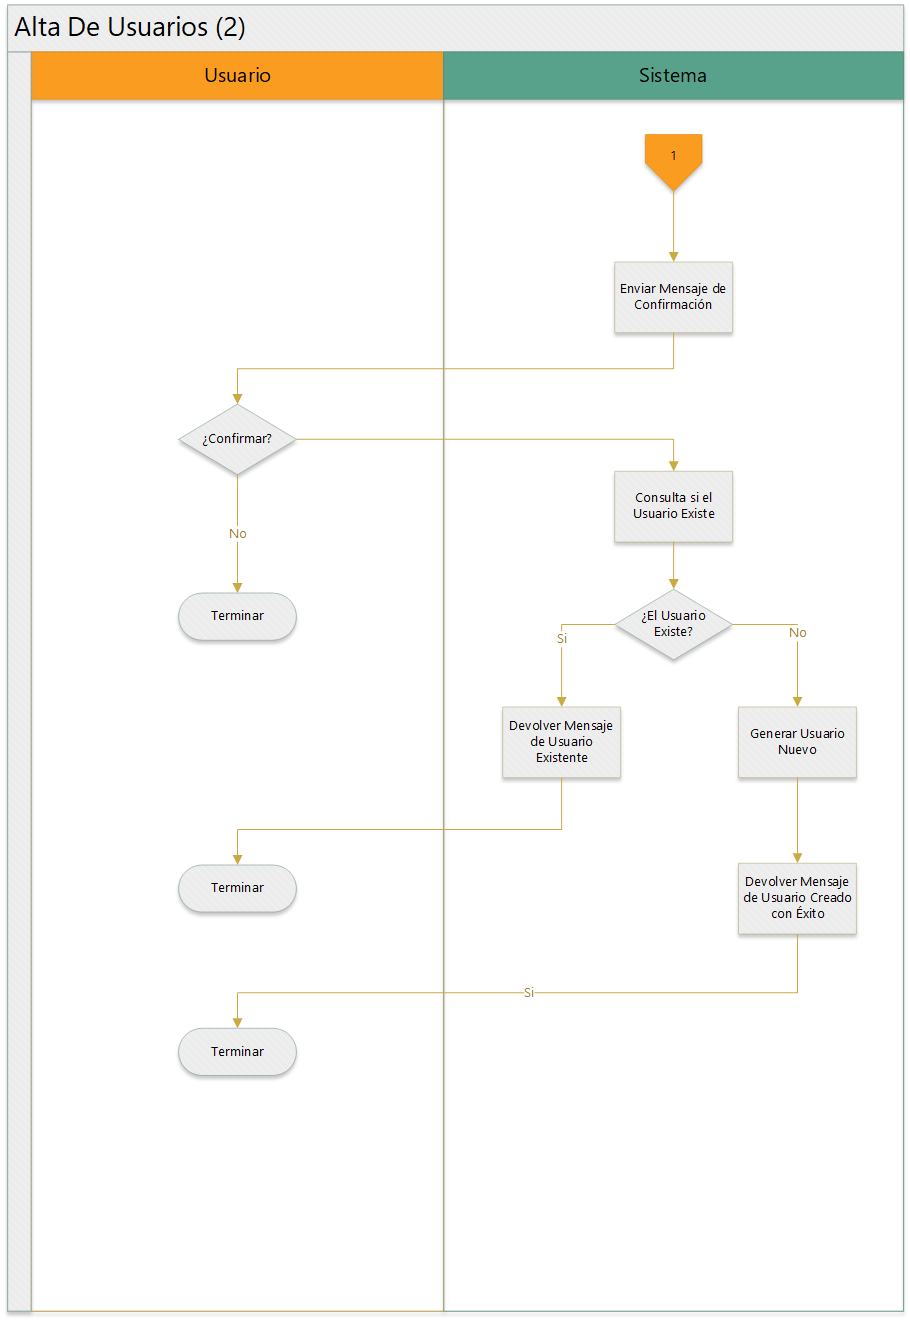 Alta De Usuarios (2)
Usuario
Sistema
1
Enviar Mensaje de
Confirmación
¿Confirmar?
Consulta si el
Usuario Existe
No
Terminar
¿El Usuario
Existe?
Si
No
Devolver Mensaje
de Usuario
Existente
Generar Usuario
Nuevo
Terminar
Devolver Mensaje
de Usuario Creado
con Éxito
Si
Terminar